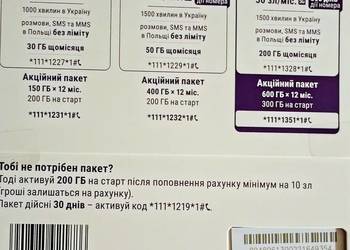 дії номера
1000 хвилин в Україну
розмови, SMS та MMS
в Польщі без ліміту
30 ГБ щомісяця
*111*1227*1#
Акційний пакет
150 ГБ × 12 міс.
200 ГБ на старт
*111*1231*1#
1500 хвилин в Україну
розмови, SMS та MMS
в Польщі без ліміту
50 ГБ щомісяця
*111*1229*1#
Акційний пакет
400 ГБ × 12 міс.
200 ГБ на старт
*111*1232*1#
50 зл/міс.
дії номера
1500 хвилин в Україну
розмови, SMS та MMS
в Польщі без ліміту
200 ГБ щомісяця
*111*1328*1#
Акційний пакет
600 ГБ × 12 міс.
300 ГБ на старт
*111*1351*1#
Тобі не потрібен пакет?
Тоді активуй 200 ГБ на старт після поповнення рахунку мінімум на 10 зл
(гроші залишаться на рахунку).
Пакет дійсні 30 днів – активуй код *111*1219*1#